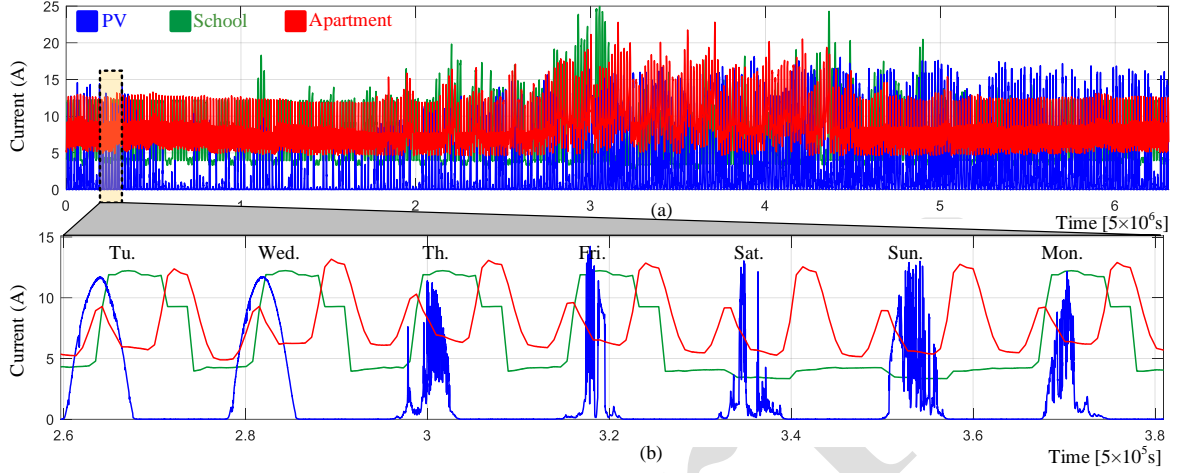 PV School Apartment
25
20
15
10
5
0
Current (A)
0 1 2 3 4 5 6
(a)
Time [5×10⁶s]
15
10
5
0
Current (A)
Tu. Wed. Th. Fri. Sat. Sun. Mon.
2.6 2.8 3 3.2 3.4 3.6 3.8
(b)
Time [5×10⁵s]